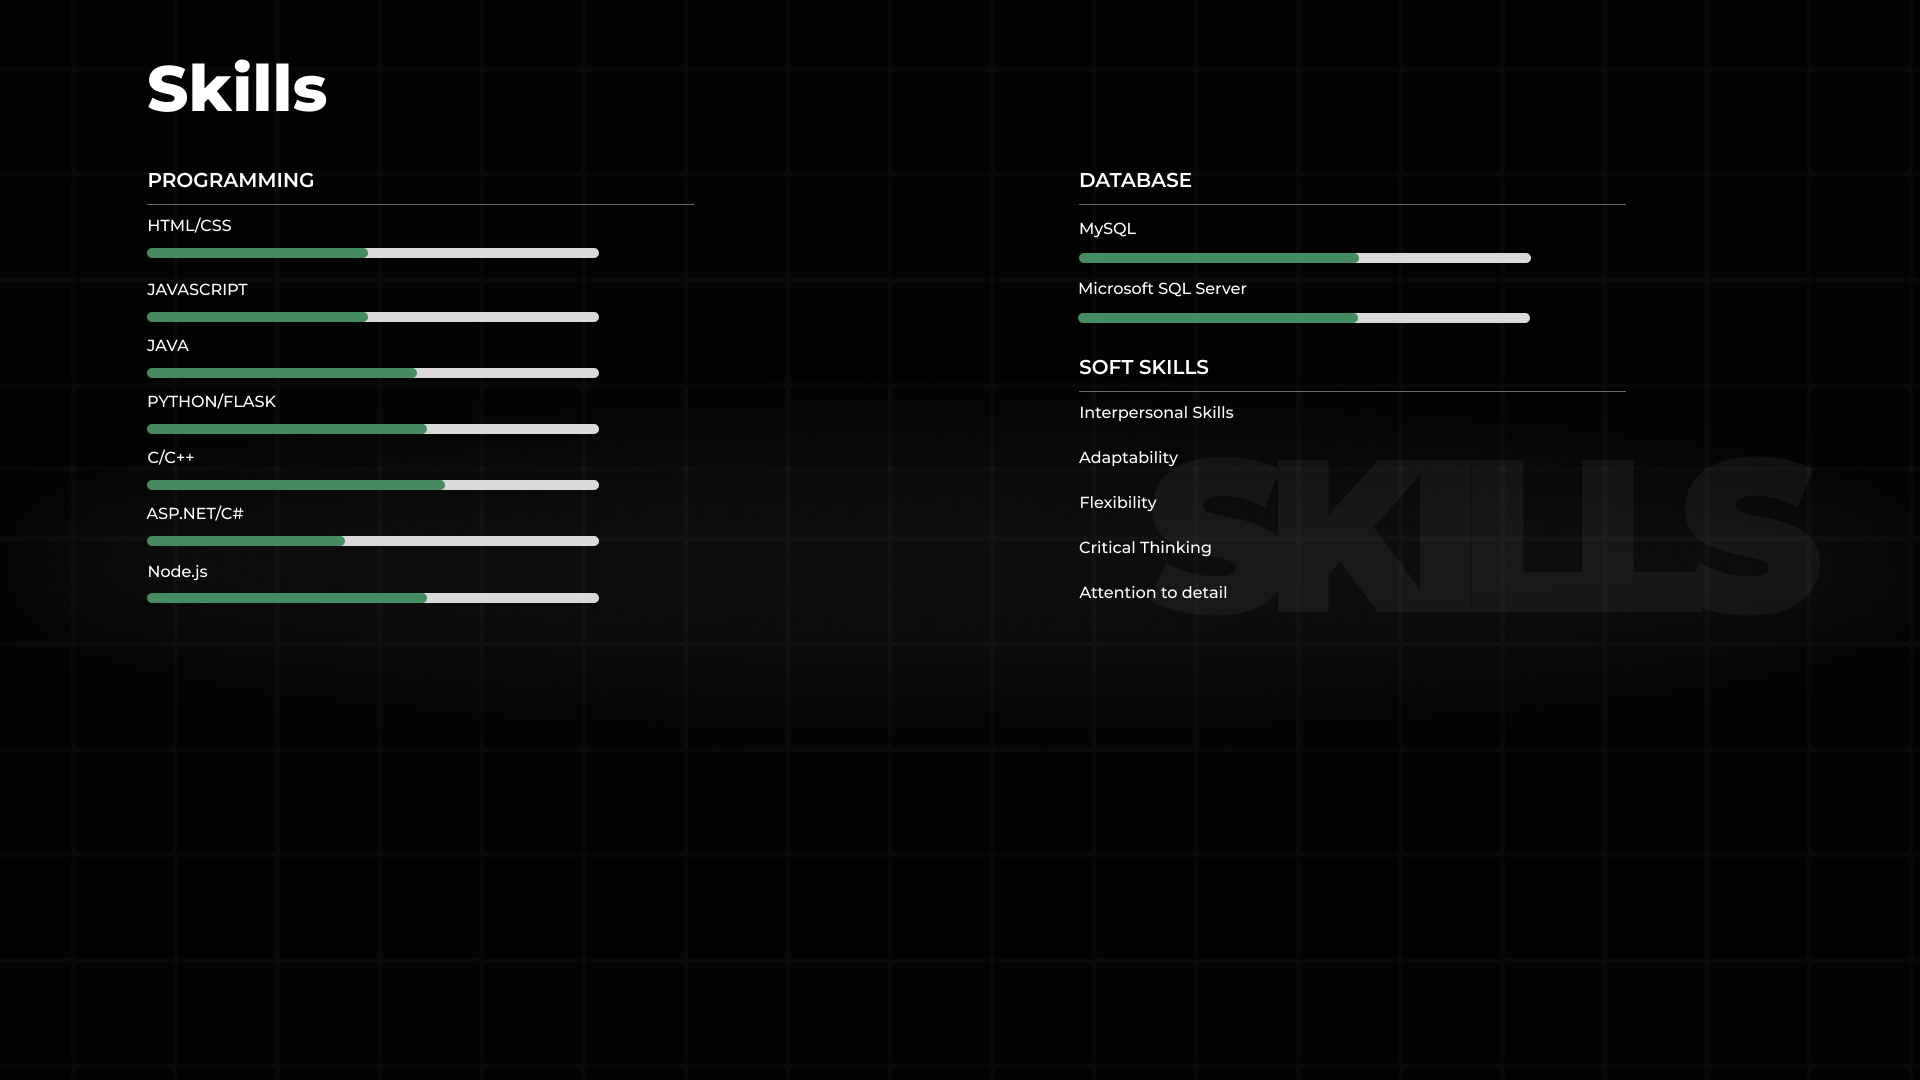 Skills
PROGRAMMING
HTML/CSS
JAVASCRIPT
JAVA
PYTHON/FLASK
C/C++
ASP.NET/C#
Node.js
DATABASE
MySQL
Microsoft SQL Server
SOFT SKILLS
Interpersonal Skills
Adaptability
Flexibility
Critical Thinking
Attention to detail
SKILLS